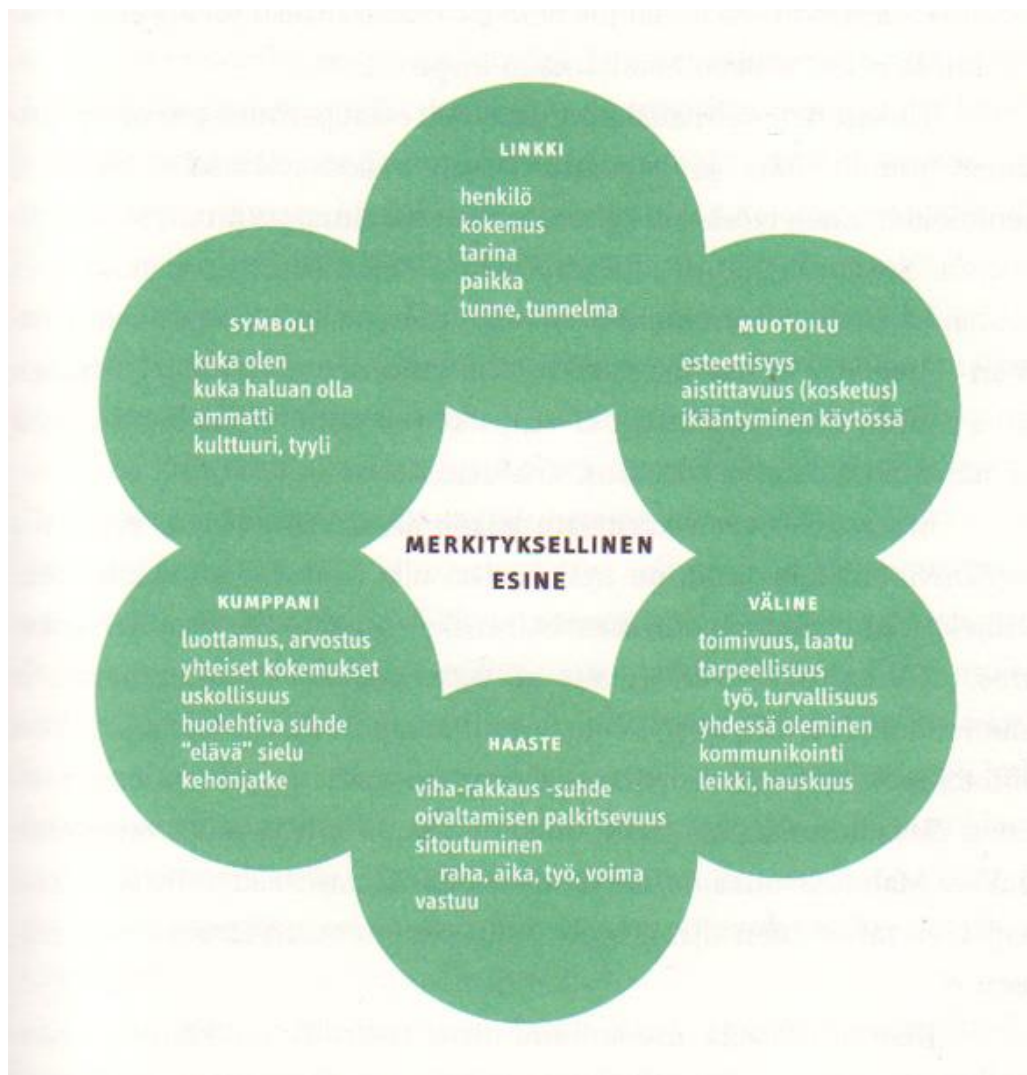 LINKKI
henkilö
kokemus
tarina
paikka
tunne, tunnelma
SYMBOLI
kuka olen
kuka haluan olla
ammatti
kulttuuri, tyyli
MUOTOILU
esteettisyys
aistittavuus (kosketus)
ikääntyminen käytössä
MERKITYKSELLINEN
ESINE
KUMPPANI
luottamus, arvostus
yhteiset kokemukset
uskollisuus
huolehtiva suhde
"elävä" sielu
kehonjatke
VÄLINE
toimivuus, laatu
tarpeellisuus
työ, turvallisuus
yhdessä oleminen
kommunikointi
leikki, hauskuus
HAASTE
viha-rakkaus -suhde
oivaltamisen palkitsevuus
sitoutuminen
raha, aika, työ, voima
vastuu